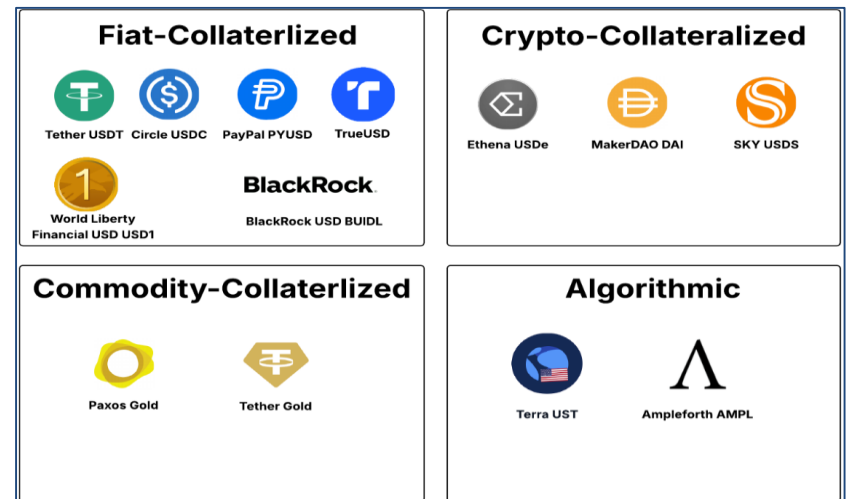 Fiat-Collaterlized
Tether USDT
Circle USDC
PayPal PYUSD
TrueUSD
1
World Liberty
Financial USD USD1
BlackRock.
BlackRock USD BUIDL
Crypto-Collateralized
Ethena USDe
MakerDAO DAI
SKY USDS
Commodity-Collaterlized
Paxos Gold
Tether Gold
Algorithmic
Terra UST
Ampleforth AMPL